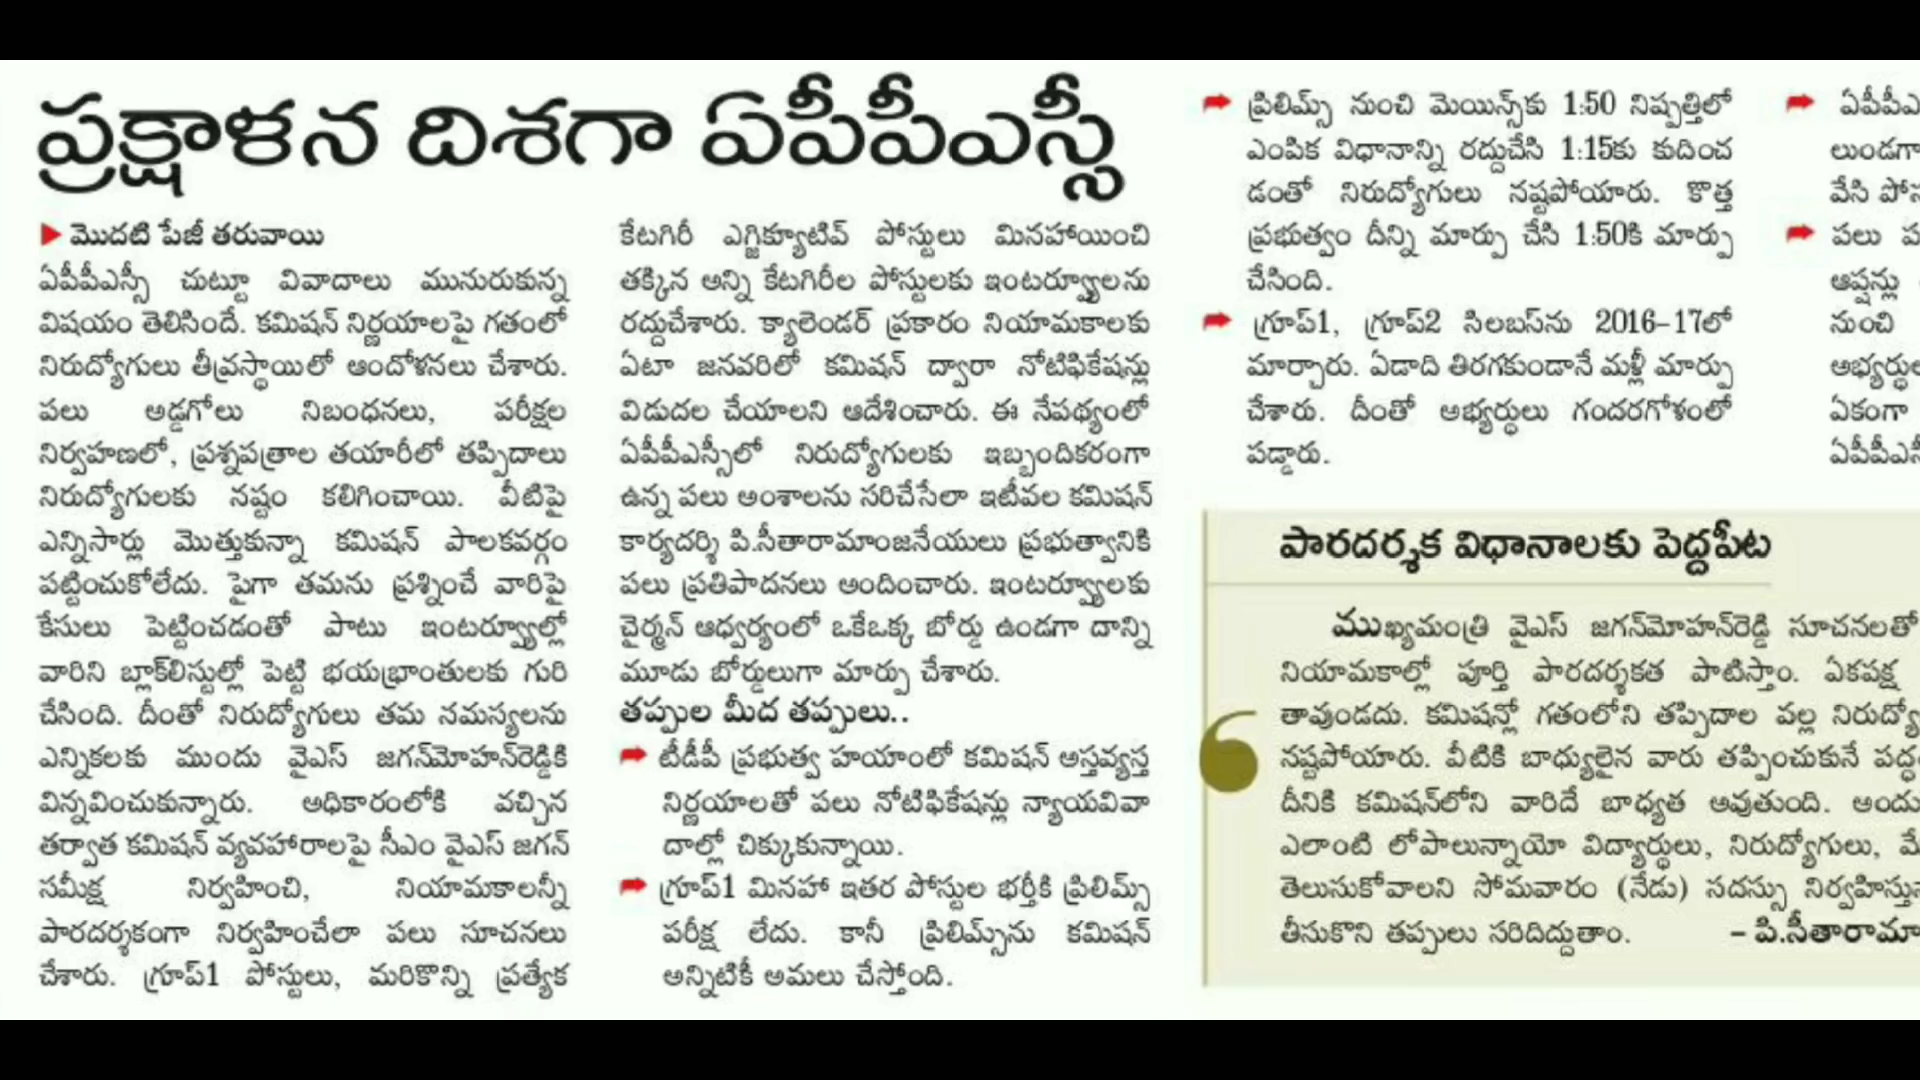 ప్రక్షాళన దిశగా ఏపీపీఎస్సీ
మొదటి పేజీ తరువాయి
ఏపీపీఎస్సీ చుట్టూ వివాదాలు మునురుకున్న
విషయం తెలిసిందే. కమిషన్ నిర్ణయాలపై గతంలో
నిరుద్యోగులు తీవ్రస్థాయిలో ఆందోళనలు చేశారు.
పలు అడ్డగోలు నిబంధనలు, పరీక్షల
నిర్వహణలో, ప్రశ్నపత్రాల తయారీలో తప్పిదాలు
నిరుద్యోగులకు నష్టం కలిగించాయి. వీటిపై
ఎన్నిసార్లు మొత్తుకున్నా కమిషన్ పాలకవర్గం
పట్టించుకోలేదు. పైగా తమను ప్రశ్నించే వారిపై
కేసులు పెట్టించడంతో పాటు ఇంటర్వ్యూల్లో
వారిని బ్లాక్‌లిస్టుల్లో పెట్టి భయభ్రాంతులకు గురి
చేసింది. దీంతో నిరుద్యోగులు తమ నమస్యలను
ఎన్నికలకు ముందు వైఎస్ జగన్‌మోహన్‌రెడ్డికి
విన్నవించుకున్నారు. అధికారంలోకి వచ్చిన
తర్వాత కమిషన్ వ్యవహారాలపై సీఎం వైఎస్ జగన్
సమీక్ష నిర్వహించి, నియామకాలన్నీ
పారదర్శకంగా నిర్వహించేలా పలు సూచనలు
చేశారు. గ్రూప్1 పోస్టులు, మరికొన్ని ప్రత్యేక
కేటగిరీ ఎగ్జిక్యూటివ్ పోస్టులు మినహాయించి
తక్కిన అన్ని కేటగిరీల పోస్టులకు ఇంటర్వ్యూలను
రద్దుచేశారు. క్యాలెండర్ ప్రకారం నియామకాలకు
ఏటా జనవరిలో కమిషన్ ద్వారా నోటిఫికేషన్లు
విడుదల చేయాలని ఆదేశించారు. ఈ నేపథ్యంలో
ఏపీపీఎస్సీలో నిరుద్యోగులకు ఇబ్బందికరంగా
ఉన్న పలు అంశాలను సరిచేసేలా ఇటీవల కమిషన్
కార్యదర్శి పి.సీతారామాంజనేయులు ప్రభుత్వానికి
పలు ప్రతిపాదనలు అందించారు. ఇంటర్వ్యూలకు
చైర్మన్ ఆధ్వర్యంలో ఒకేఒక్క బోర్డు ఉండగా దాన్ని
మూడు బోర్డులుగా మార్పు చేశారు.
తప్పుల మీద తప్పులు..
టీడీపీ ప్రభుత్వ హయాంలో కమిషన్ అస్తవ్యస్త
నిర్ణయాలతో పలు నోటిఫికేషన్లు న్యాయవివా
దాల్లో చిక్కుకున్నాయి.
గ్రూప్1 మినహా ఇతర పోస్టుల భర్తీకి ప్రిలిమ్స్
పరీక్ష లేదు. కానీ ప్రిలిమ్స్‌ను కమిషన్
అన్నిటికీ అమలు చేస్తోంది.
ప్రిలిమ్స్ నుంచి మెయిన్స్‌కు 1:50 నిష్పత్తిలో
ఎంపిక విధానాన్ని రద్దుచేసి 1:15కు కుదించ
డంతో నిరుద్యోగులు నష్టపోయారు. కొత్త
ప్రభుత్వం దీన్ని మార్పు చేసి 1:50కి మార్పు
చేసింది.
గ్రూప్1, గ్రూప్2 సిలబస్‌ను 2016-17లో
మార్చారు. ఏడాది తిరగకుండానే మళ్లీ మార్పు
చేశారు. దీంతో అభ్యర్థులు గందరగోళంలో
పడ్డారు.
లుండగా
వేసి
పలు
ఆప్షన్లు
నుంచి
ఏకంగా
పారదర్శక విధానాలకు పెద్దపీట
ముఖ్యమంత్రి వైఎస్ జగన్‌మోహన్‌రెడ్డి సూచనలతో
నియామకాల్లో పూర్తి పారదర్శకత పాటిస్తాం. ఏకపక్ష
తావుండదు. కమిషన్లో గతంలోని తప్పిదాల వల్ల
నష్టపోయారు. వీటికి బాధ్యులైన వారు తప్పించుకునే
దీనికి కమిషన్‌లోని వారిదే బాధ్యత అవుతుంది.
ఎలాంటి లోపాలున్నాయో విద్యార్థులు, నిరుద్యోగులు,
తెలుసుకోవాలని సోమవారం (నేడు) సదస్సు
తీసుకొని తప్పులు సరిదిద్దుతాం. –